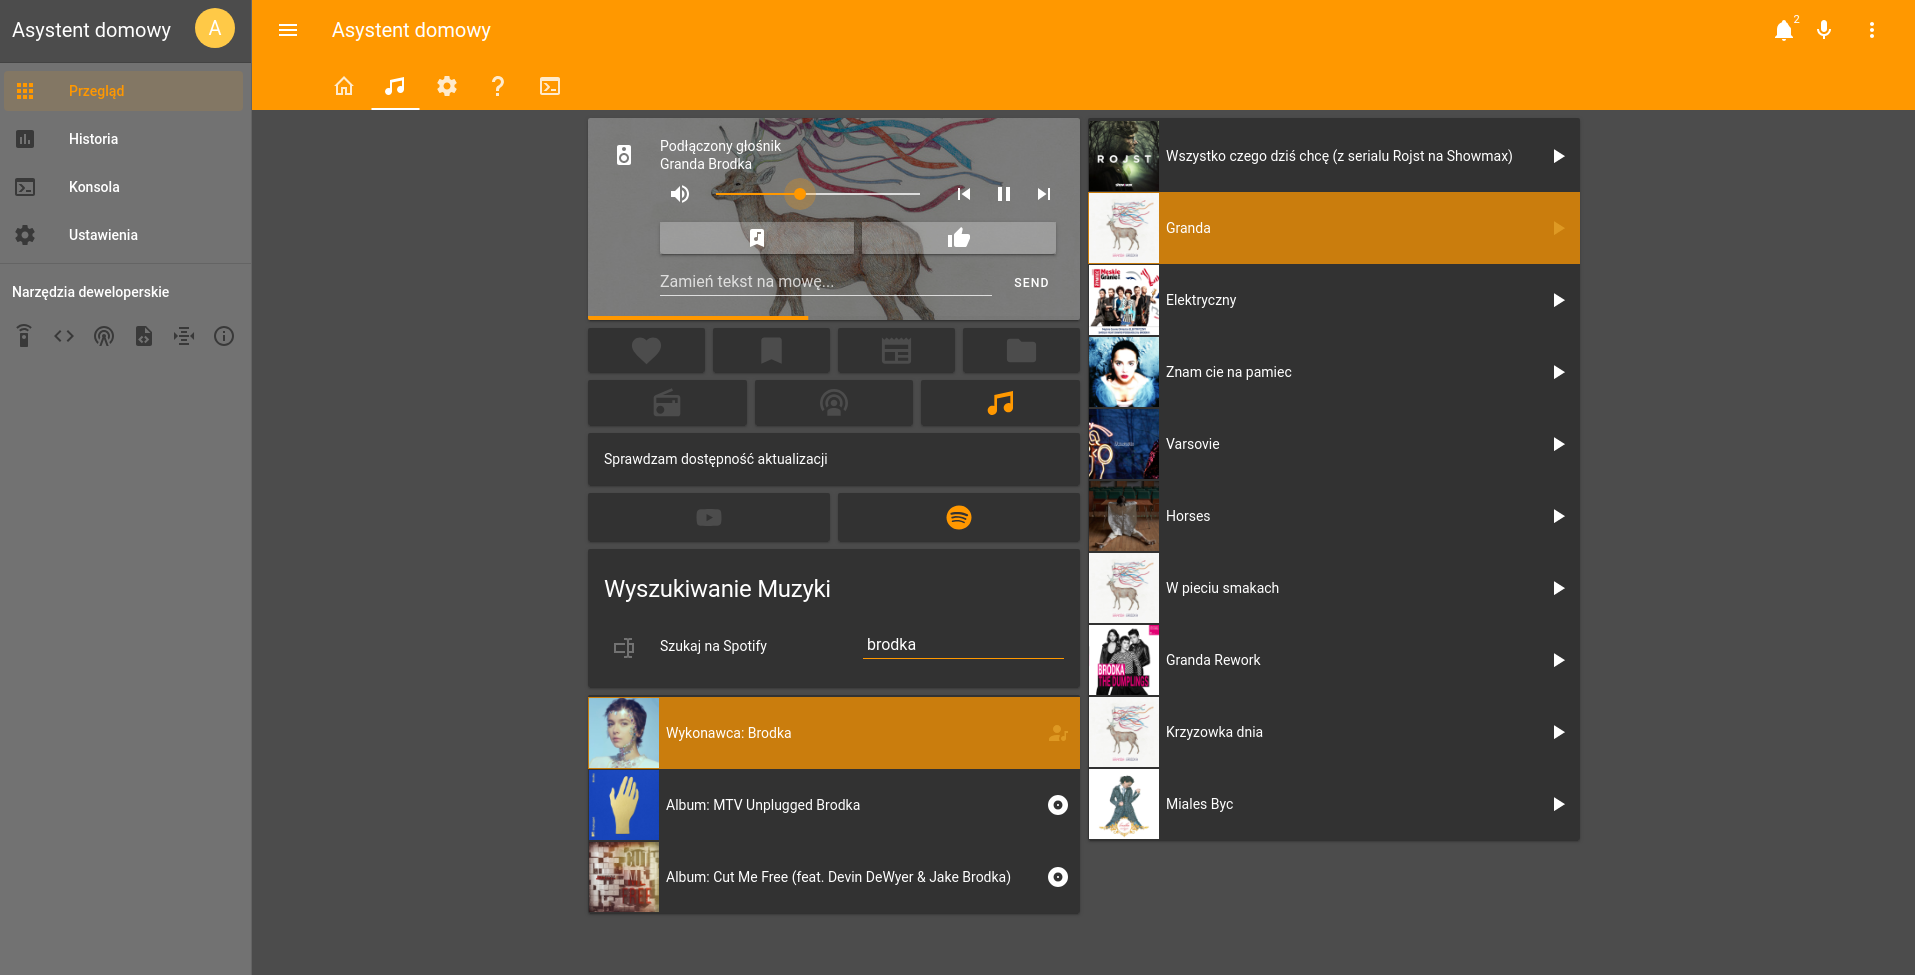 Asystent domowy
A
Przegląd
Historia
Konsola
Ustawienia
Narzędzia deweloperskie
Asystent domowy
2
Podłączony głośnik
Granda Brodka
Zamień tekst na mowę...
SEND
Sprawdzam dostępność aktualizacji
Wyszukiwanie Muzyki
Szukaj na Spotify
brodka
Wykonawca: Brodka
Album: MTV Unplugged Brodka
Album: Cut Me Free (feat. Devin DeWyer & Jake Brodka)
ROJST
Wszystko czego dziś chcę (z serialu Rojst na Showmax)
Granda
Męskie
Granie
Elektryczny
Znam cie na pamiec
Varsovie
Horses
W pieciu smakach
BRODKA
THE DUMPLINGS
Granda Rework
Krzyzowka dnia
Miales Byc